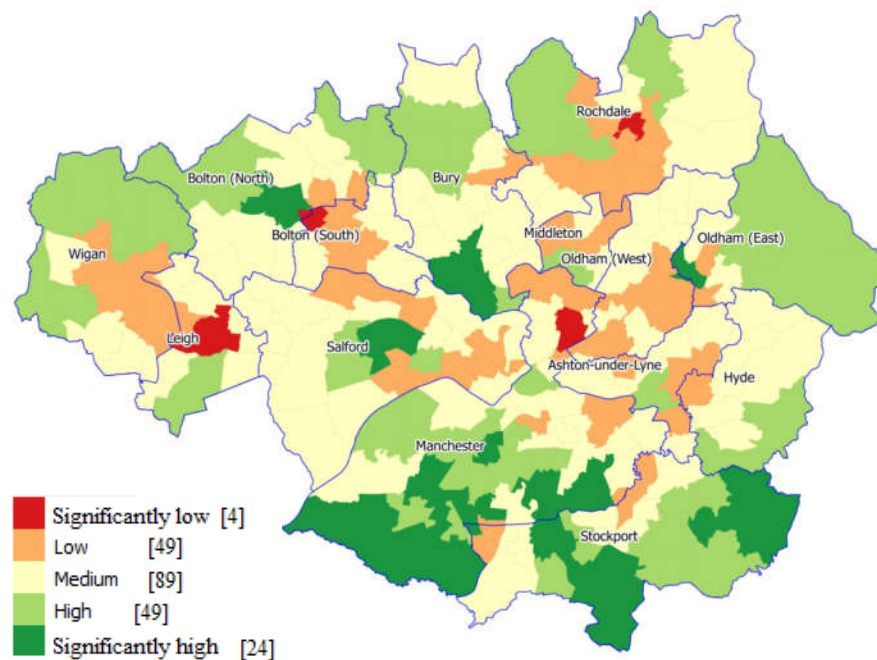 Rochdale
Bolton (North)
Bury
Bolton (South)
Middleton
Oldham (East)
Wigan
Oldham (West)
Leigh
Salford
Ashton-under-Lyne
Hyde
Manchester
Stockport
Significantly low [4]
Low [49]
Medium [89]
High [49]
Significantly high [24]